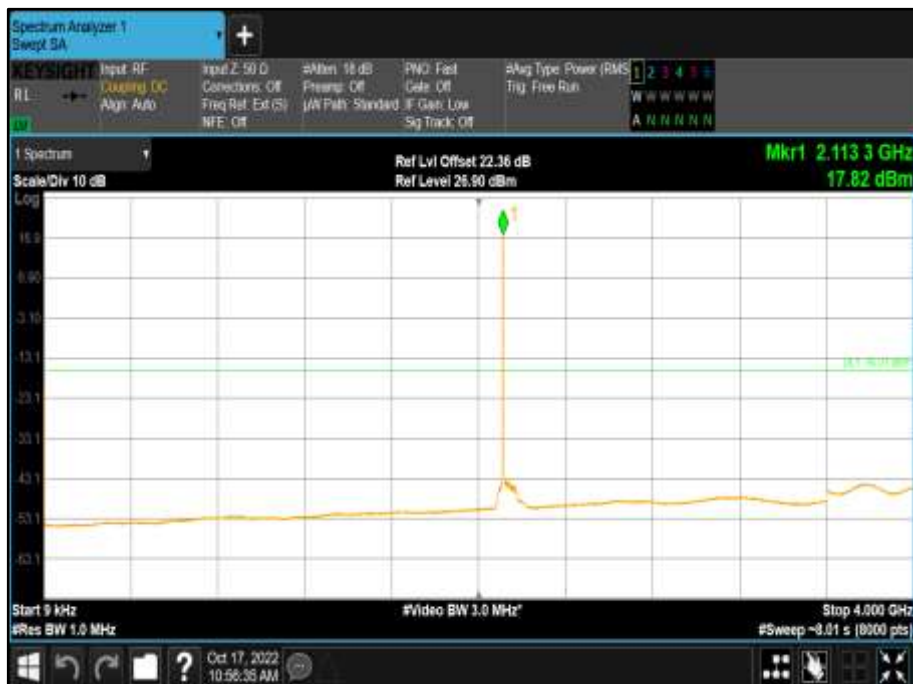 Spectrum Analyzer 1
Swept SA
+
KEYSIGHT Input: RF Input Z: 50 Ω #Atten: 18 dB PNO: Fast #Avg Type: Power (RMS 1 2 3 4 5 6
RL Coupling: DC Corrections: Off Preamp: Off Gate: Off Trig: Free Run W W W W W W
Align: Auto Freq Ref: Ext (S) µW Path: Standard IF Gain: Low A N N N N N
NFE: Off Sig Track: Off
1 Spectrum
Ref Lvl Offset 22.36 dB
Mkr1 2.113 3 GHz
Scale/Div 10 dB
Ref Level 26.90 dBm
17.82 dBm
Log
1
16.9
6.90
-3.10
-13.1
-23.1
-33.1
-43.1
-53.1
-63.1
Start 9 kHz
#Video BW 3.0 MHz*
Stop 4.000 GHz
#Res BW 1.0 MHz
#Sweep ~8.01 s (8000 pts)
?
Oct 17, 2022
10:56:35 AM